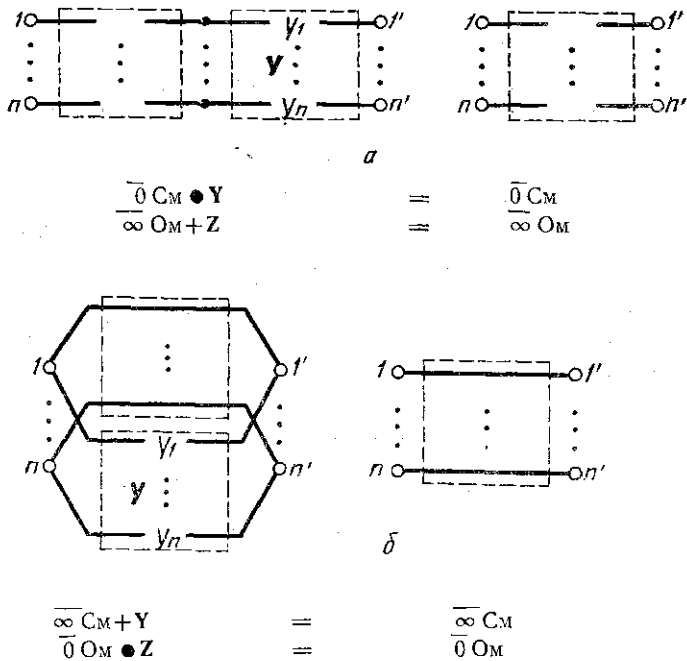 1 y₁ 1' 1 1'
Y
n yₙ n' n n'
а
0̅ См ● Y = 0̅ См
∞̅ Ом + Z = ∞̅ Ом
1 1' 1 1'
y₁
n y n' n n'
yₙ
б
∞̅ См + Y = ∞̅ См
0̅ Ом ● Z = 0̅ Ом